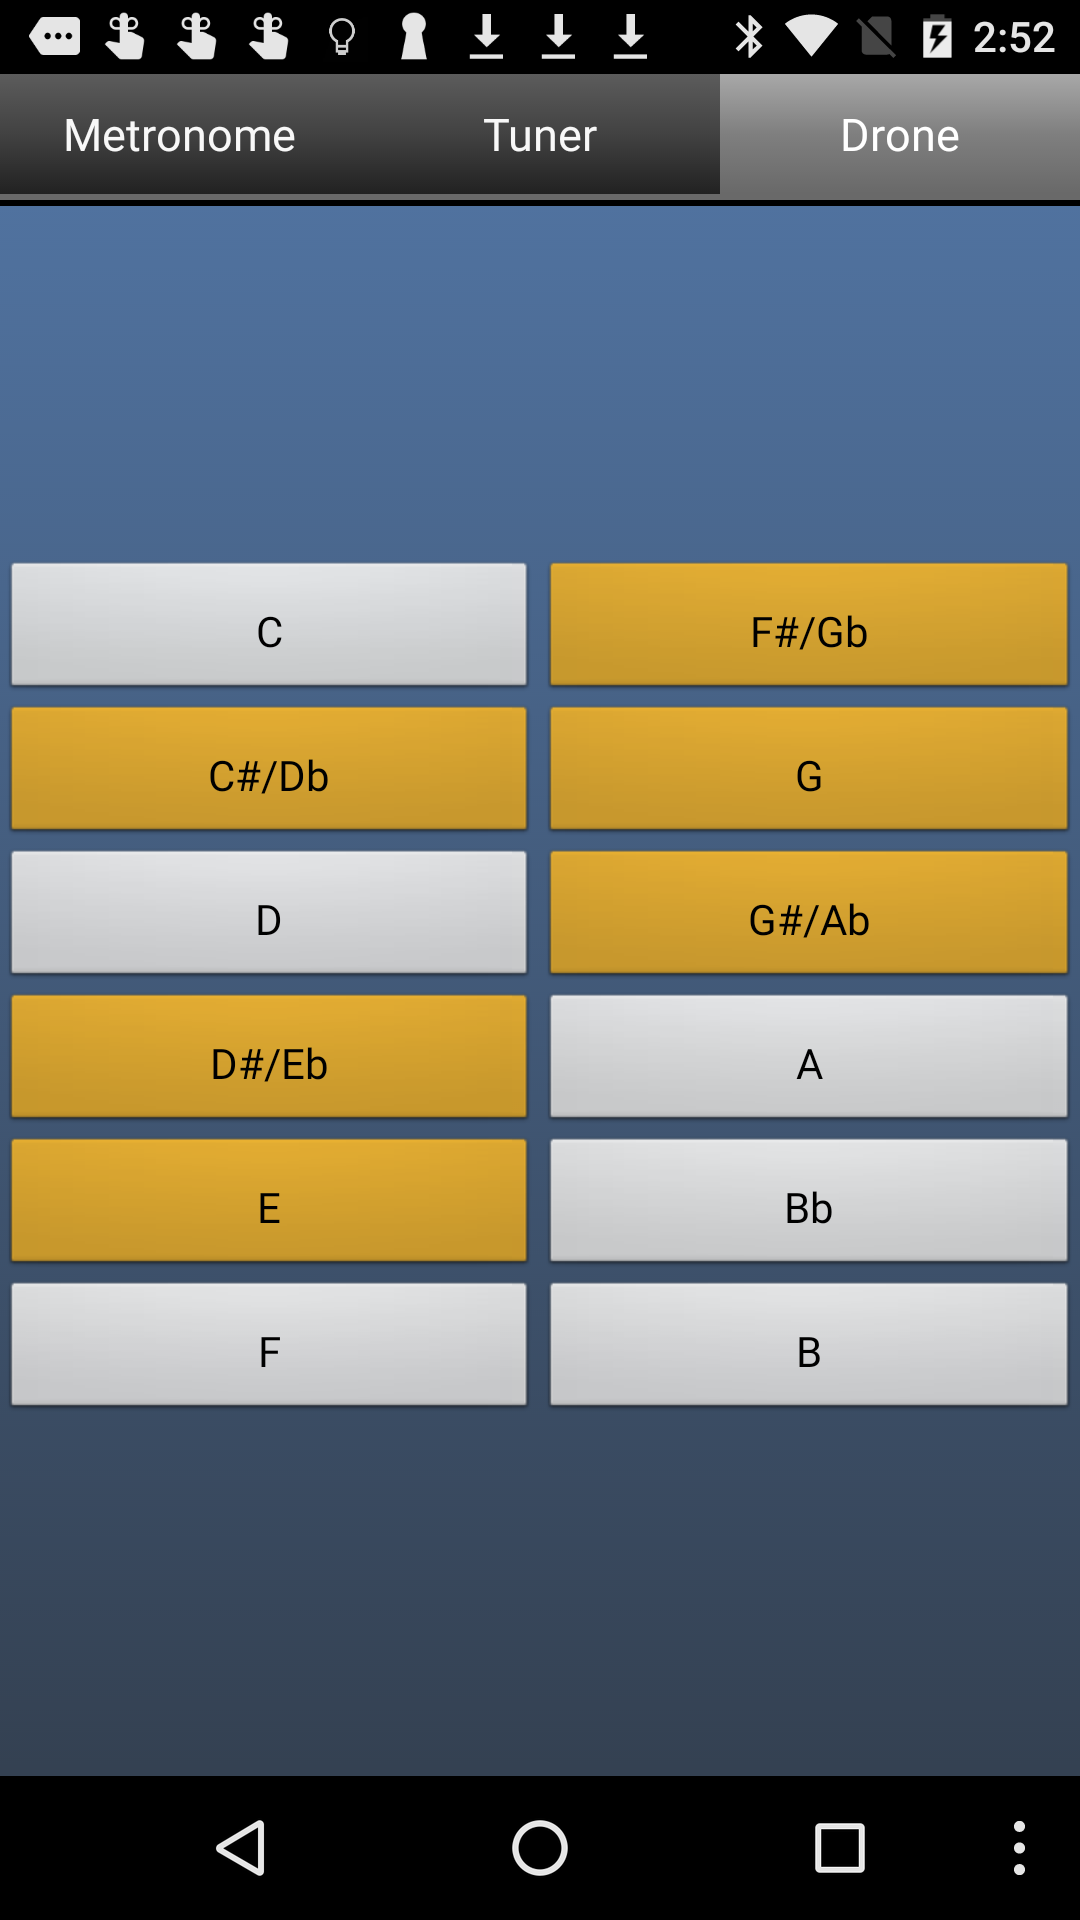 2:52
Metronome Tuner Drone
C F#/Gb
C#/Db G
D G#/Ab
D#/Eb A
E Bb
F B